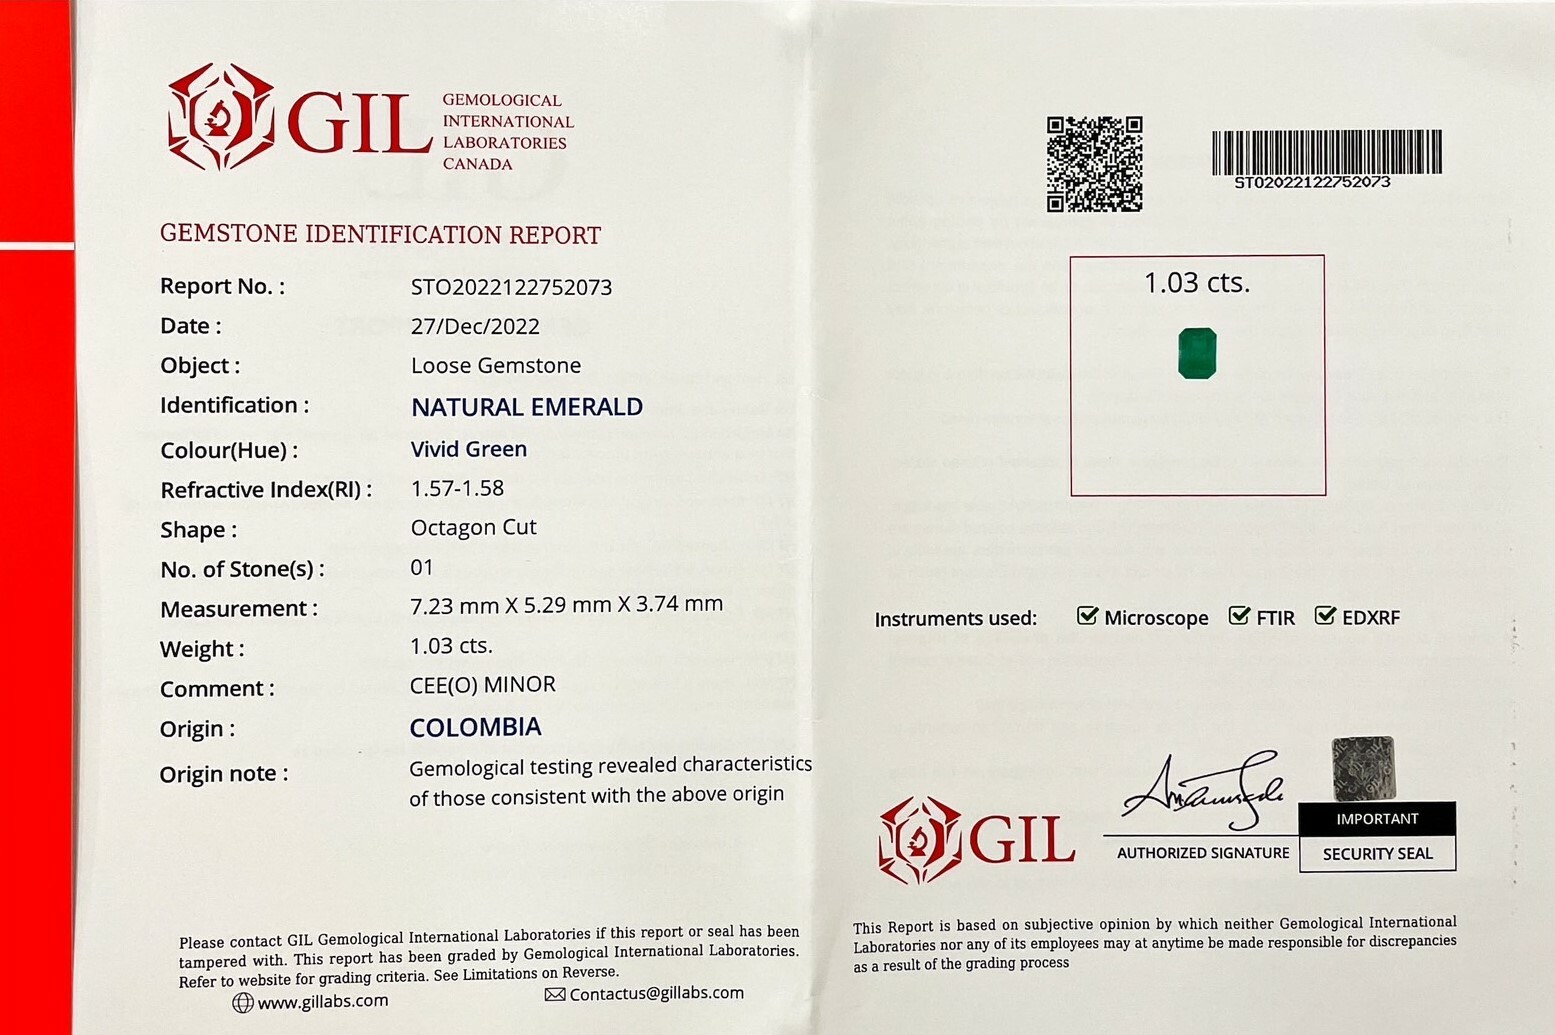 GIL
GEMOLOGICAL
INTERNATIONAL
LABORATORIES
CANADA
GEMSTONE IDENTIFICATION REPORT
Report No. : STO2022122752073
Date : 27/Dec/2022
Object : Loose Gemstone
Identification : NATURAL EMERALD
Colour(Hue) : Vivid Green
Refractive Index(RI) : 1.57-1.58
Shape : Octagon Cut
No. of Stone(s) : 01
Measurement : 7.23 mm X 5.29 mm X 3.74 mm
Weight : 1.03 cts.
Comment : CEE(O) MINOR
Origin : COLOMBIA
Origin note : Gemological testing revealed characteristics
of those consistent with the above origin
Please contact GIL Gemological International Laboratories if this report or seal has been
tampered with. This report has been graded by Gemological International Laboratories.
Refer to website for grading criteria. See Limitations on Reverse.
www.gillabs.com Contactus@gillabs.com
STO2022122752073
1.03 cts.
Instruments used: Microscope FTIR EDXRF
GIL
AUTHORIZED SIGNATURE
IMPORTANT
SECURITY SEAL
This Report is based on subjective opinion by which neither Gemological International
Laboratories nor any of its employees may at anytime be made responsible for discrepancies
as a result of the grading process